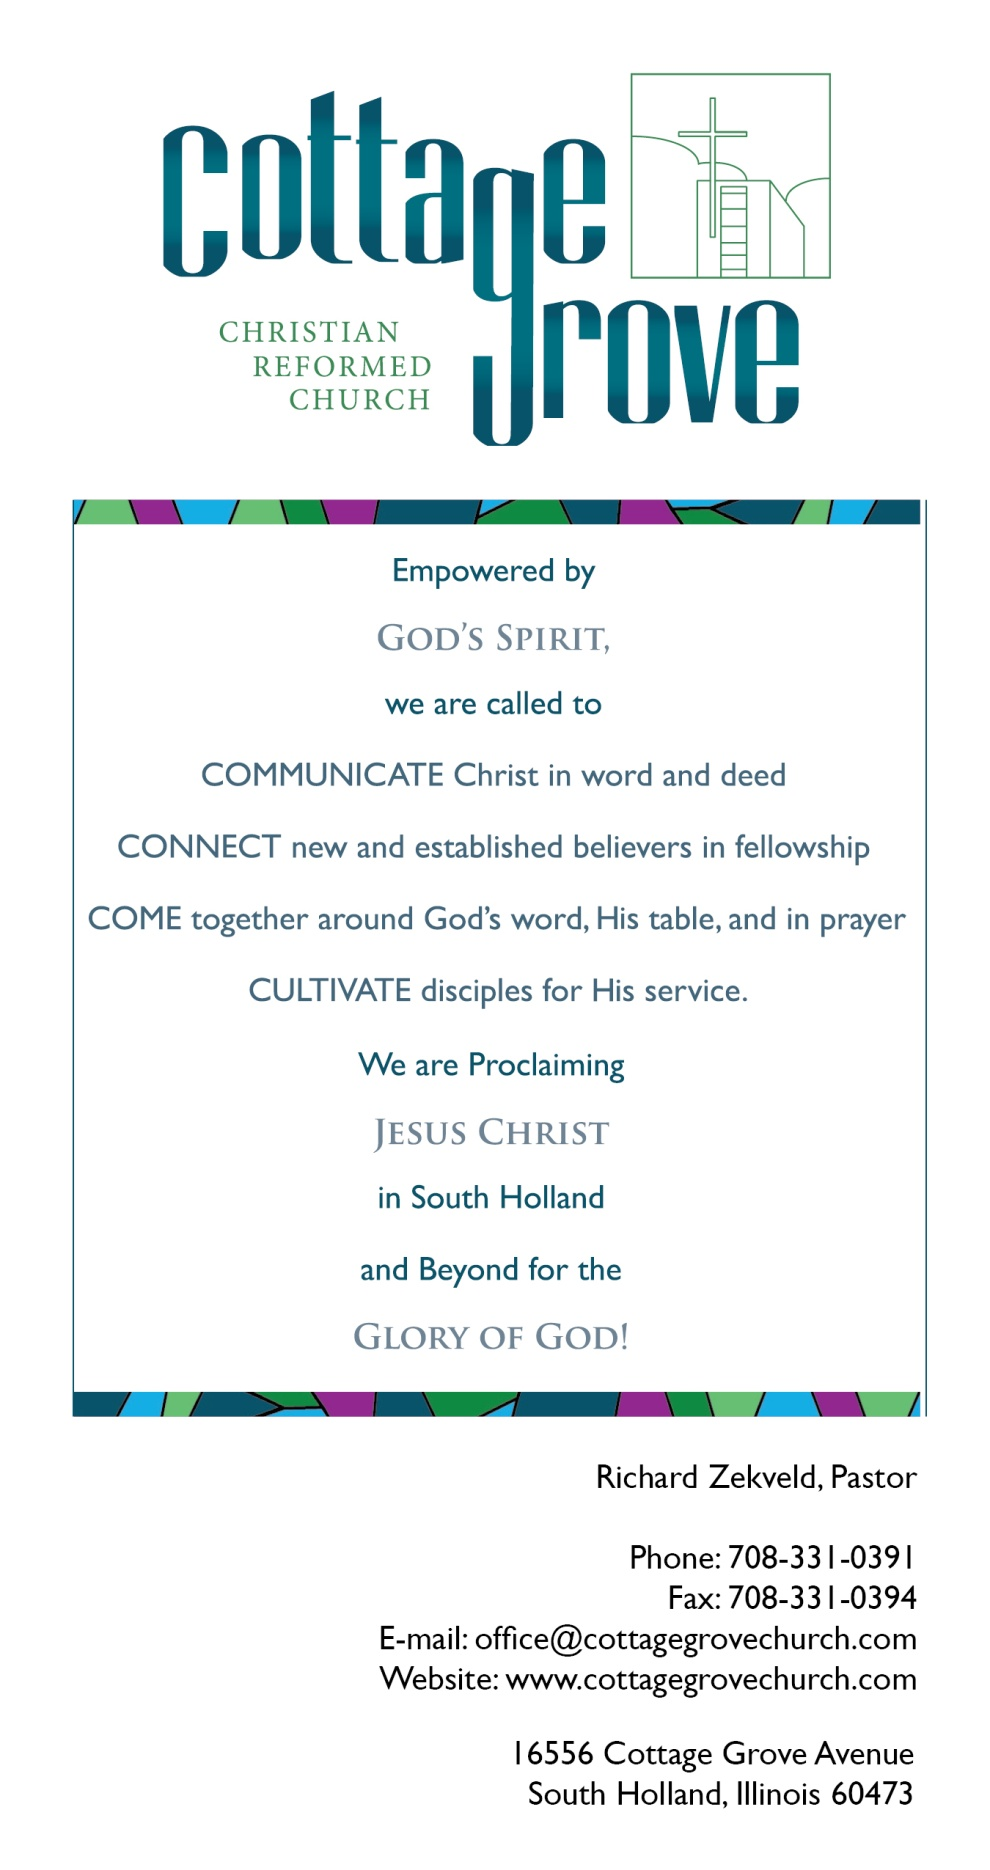 cottage
grove
CHRISTIAN
REFORMED
CHURCH
Empowered by
GOD'S SPIRIT,
we are called to
COMMUNICATE Christ in word and deed
CONNECT new and established believers in fellowship
COME together around God's word, His table, and in prayer
CULTIVATE disciples for His service.
We are Proclaiming
JESUS CHRIST
in South Holland
and Beyond for the
GLORY OF GOD!
Richard Zekveld, Pastor
Phone: 708-331-0391
Fax: 708-331-0394
E-mail: office@cottagegrovechurch.com
Website: www.cottagegrovechurch.com
16556 Cottage Grove Avenue
South Holland, Illinois 60473